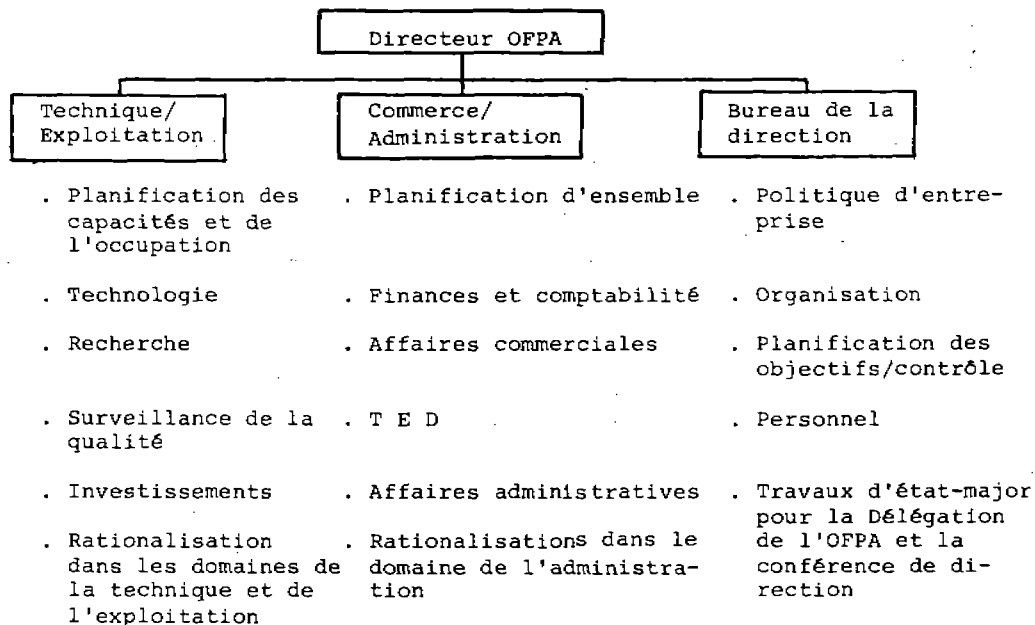 Directeur OFPA
Technique/
Exploitation
. Planification des
capacités et de
l'occupation
. Technologie
. Recherche
. Surveillance de la
qualité
. Investissements
. Rationalisation
dans les domaines de
la technique et de
l'exploitation
Commerce/
Administration
. Planification d'ensemble
. Finances et comptabilité
. Affaires commerciales
. T E D
. Affaires administratives
. Rationalisations dans le
domaine de l'administra-
tion
Bureau de la
direction
. Politique d'entre-
prise
. Organisation
. Planification des
objectifs/contrôle
. Personnel
. Travaux d'état-major
pour la Délégation
de l'OFPA et la
conférence de di-
rection